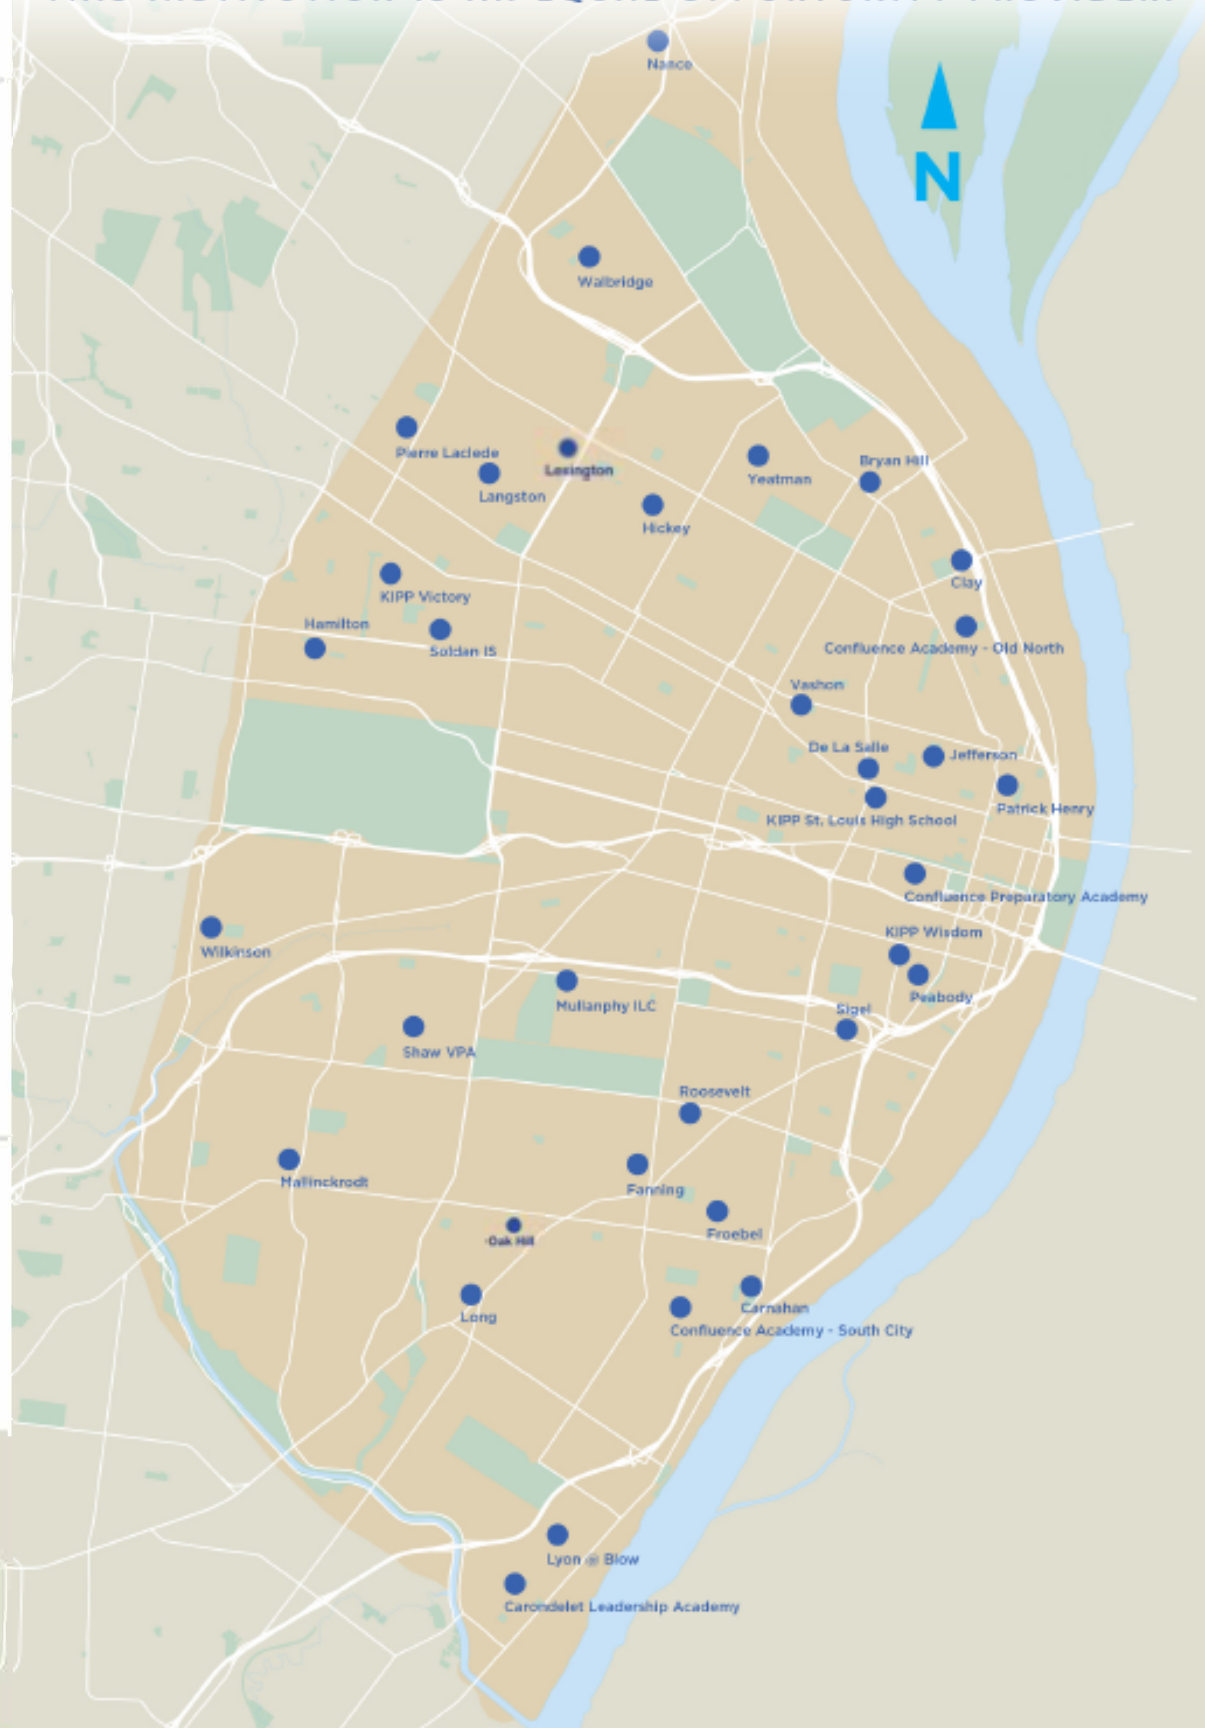 Nance
N
Walbridge
Pierre Laclede
Lexington
Langston
Yeatman
Bryan Hill
Hickey
Clay
KIPP Victory
Hamilton
Soldan IS
Confluence Academy - Old North
Vashon
De La Salle
Jefferson
Patrick Henry
KIPP St. Louis High School
Confluence Preparatory Academy
KIPP Wisdom
Wilkinson
Peabody
Mullanphy ILC
Sigel
Shaw VPA
Roosevelt
Mallinckrodt
Fanning
Froebel
Oak Hill
Long
Carnahan
Confluence Academy - South City
Lyon @ Blow
Carondelet Leadership Academy